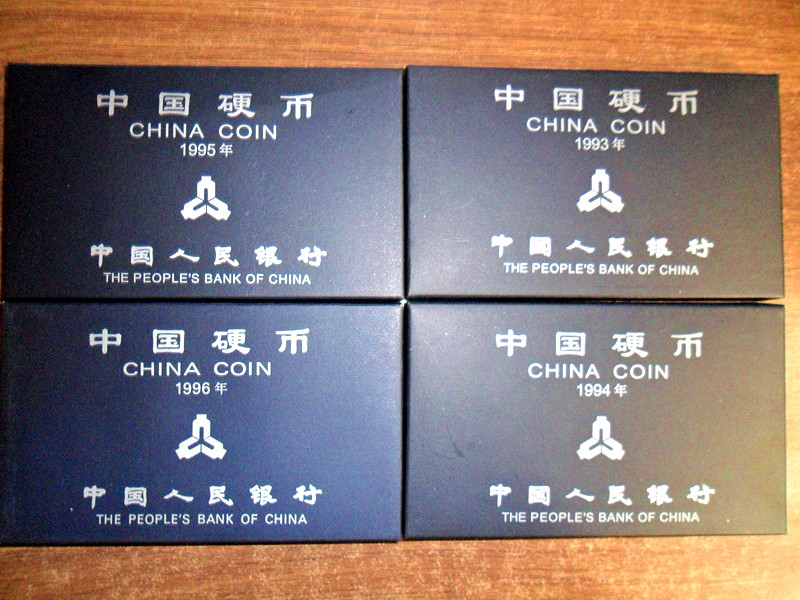 中国硬币
CHINA COIN
1995年
中国人民银行
THE PEOPLE'S BANK OF CHINA
中国硬币
CHINA COIN
1993年
中国人民银行
THE PEOPLE'S BANK OF CHINA
中国硬币
CHINA COIN
1996年
中国人民银行
THE PEOPLE'S BANK OF CHINA
中国硬币
CHINA COIN
1994年
中国人民银行
THE PEOPLE'S BANK OF CHINA